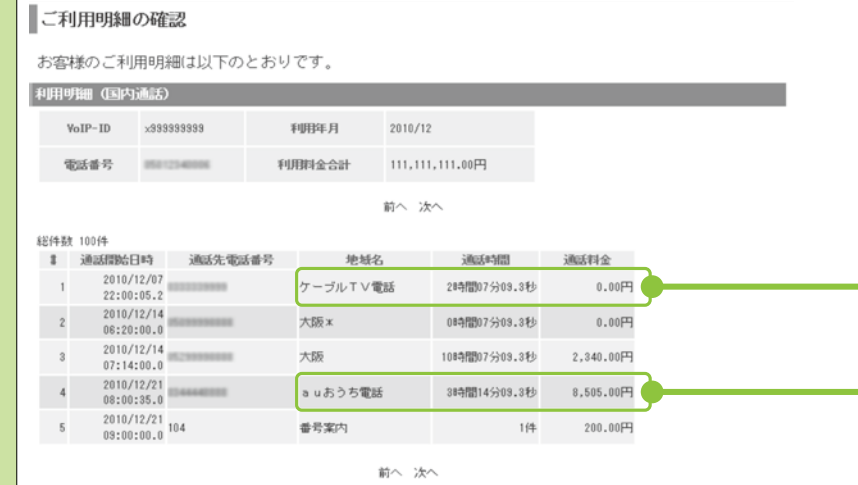 ご利用明細の確認
お客様のご利用明細は以下のとおりです。
利用明細 (国内通話)
VoIP-ID x999999999 利用年月 2010/12
電話番号 利用料金合計 111,111,111.00円
前へ 次へ
総件数 100件
# 通話開始日時 通話先電話番号 地域名 通話時間 通話料金
1 2010/12/07 22:00:05.2 ケーブルTV電話 2時間07分09.3秒 0.00円
2 2010/12/14 06:20:00.0 大阪x 0時間07分09.3秒 0.00円
3 2010/12/14 07:14:00.0 大阪 10時間07分09.3秒 2,340.00円
4 2010/12/21 08:00:35.0 auおうち電話 3時間14分09.3秒 8,505.00円
5 2010/12/21 09:00:00.0 104 番号案内 1件 200.00円
前へ 次へ